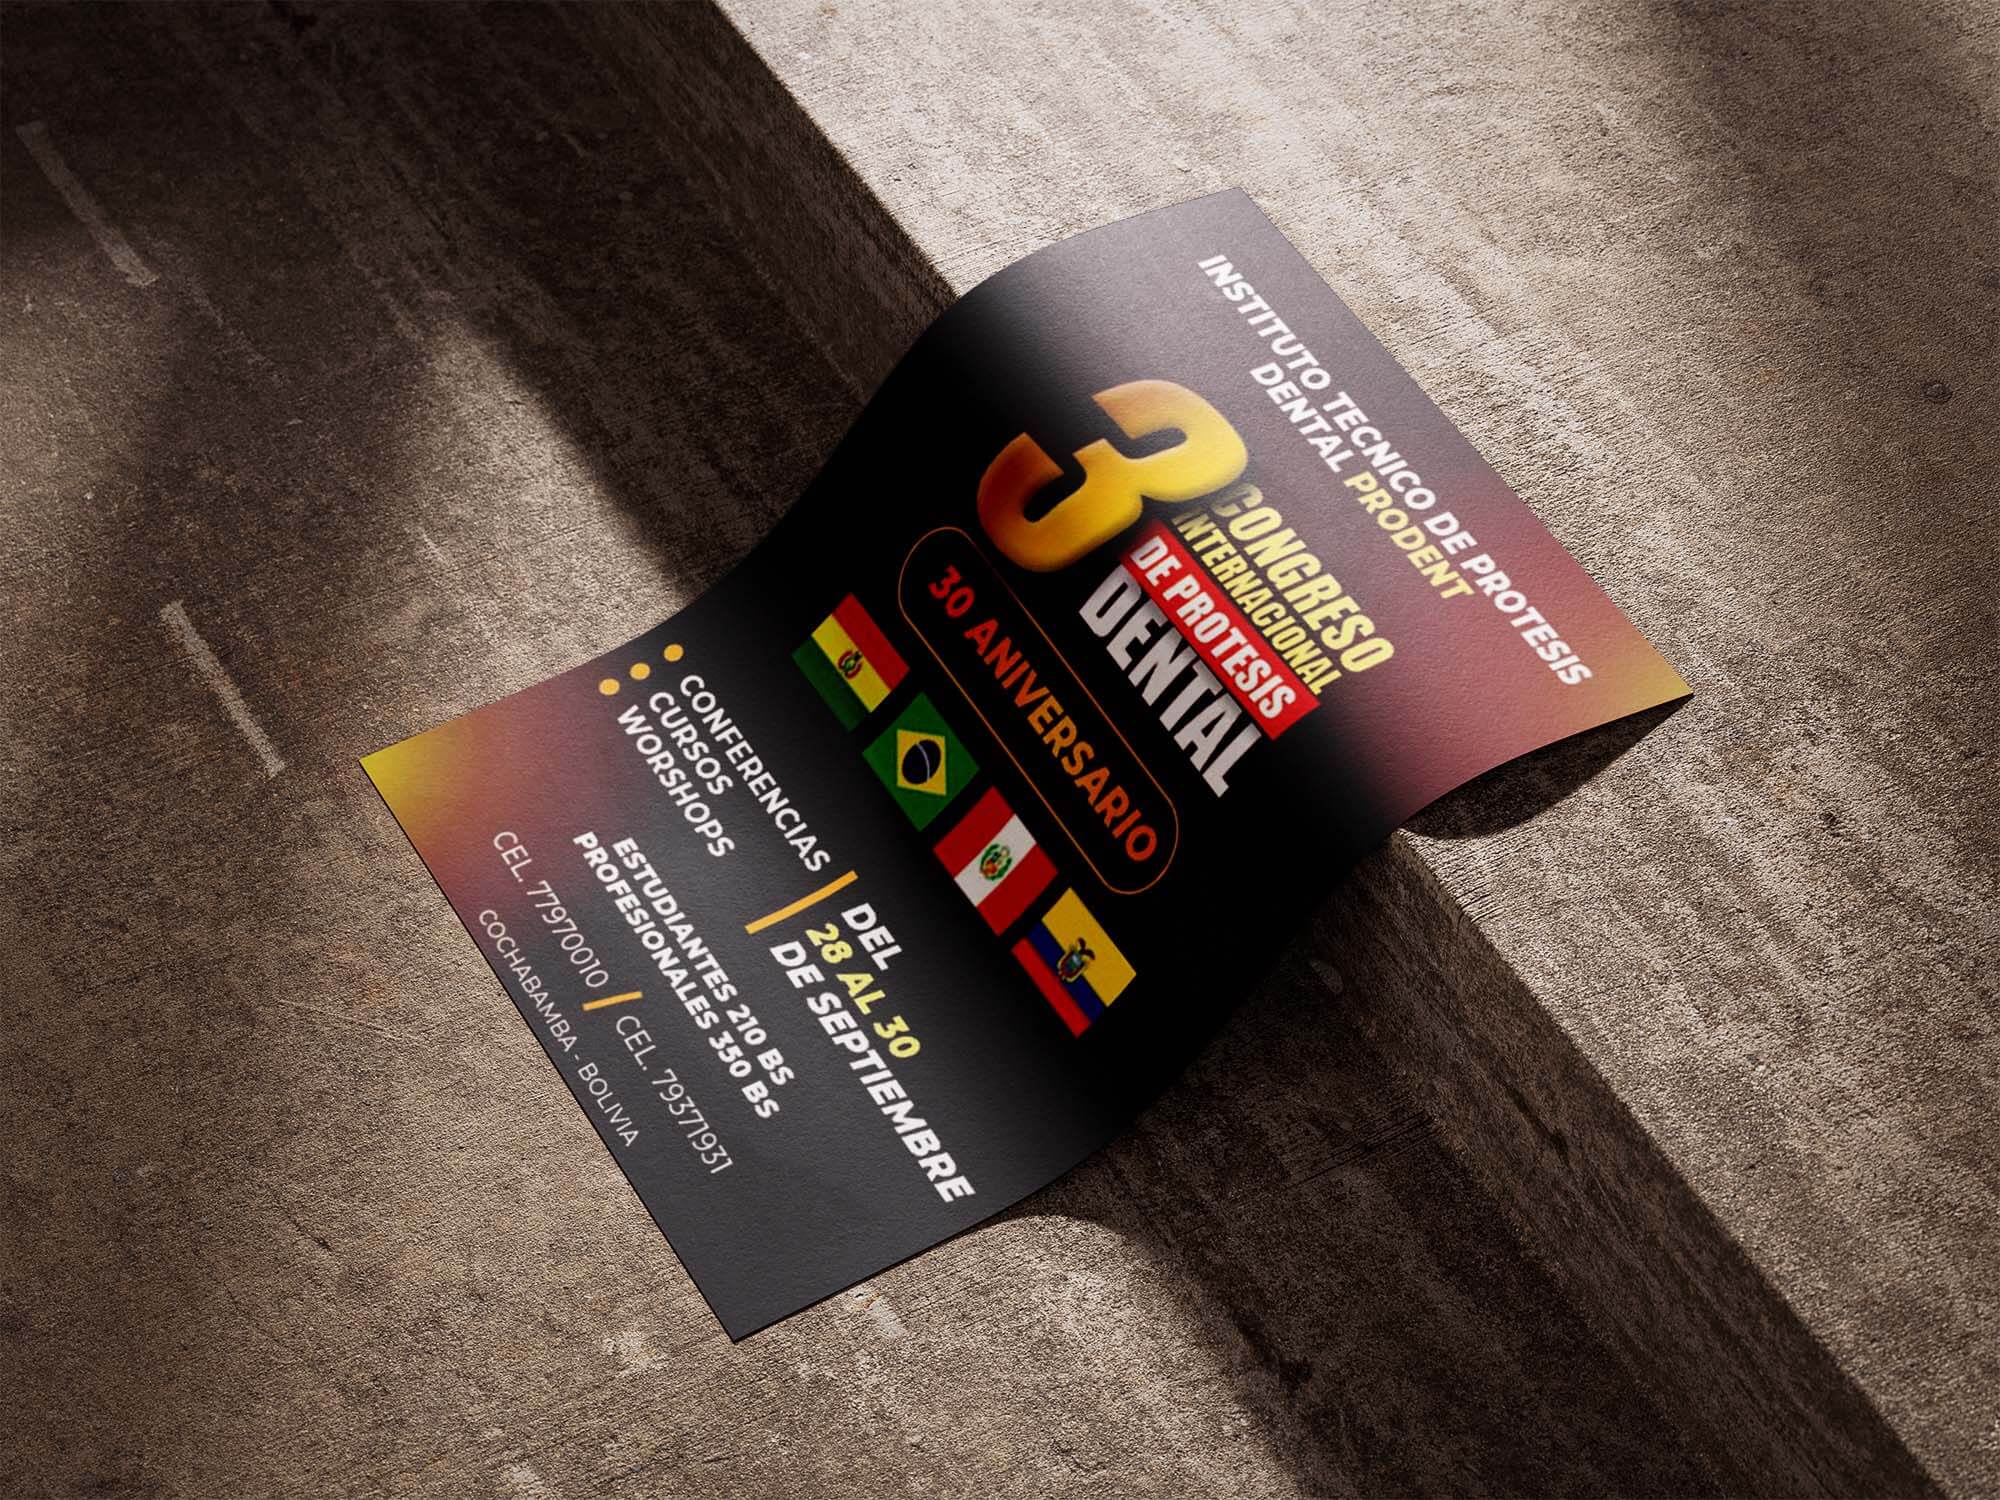 INSTITUTO TECNICO DE PROTESIS
DENTAL PRODENT
3 CONGRESO
INTERNACIONAL
DE PROTESIS
DENTAL
30 ANIVERSARIO
CONFERENCIAS
CURSOS
WORSHOPS
DEL
28 AL 30
DE SEPTIEMBRE
ESTUDIANTES 210 BS
PROFESIONALES 350 BS
CEL. 77970010 | CEL. 79371931
COCHABAMBA - BOLIVIA